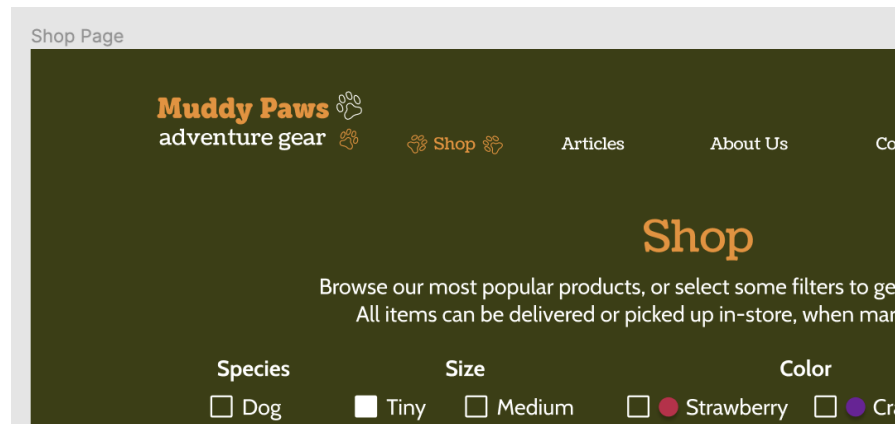 Shop Page
Muddy Paws
adventure gear
Shop Articles About Us
Shop
Browse our most popular products, or select some filters to
All items can be delivered or picked up in-store, when
Species Size Color
Dog Tiny Medium Strawberry